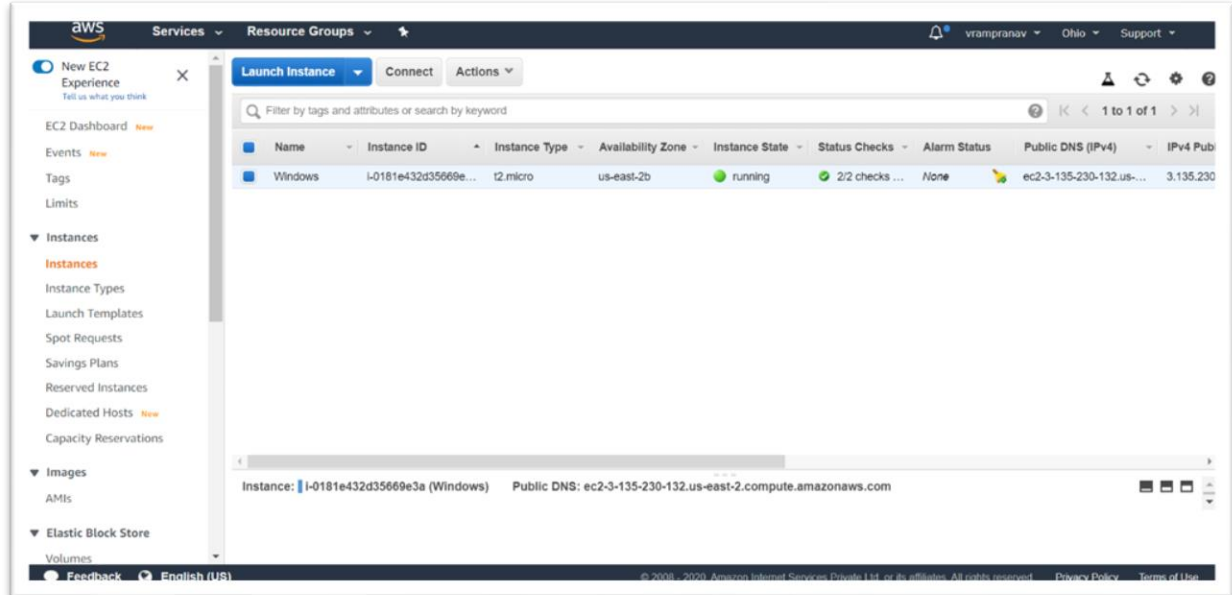 aws Services Resource Groups vrampranav Ohio Support
New EC2
Experience
Tell us what you think
Launch Instance Connect Actions
Filter by tags and attributes or search by keyword 1 to 1 of 1
EC2 Dashboard New
Events New
Tags
Limits
Instances
Instances
Instance Types
Launch Templates
Spot Requests
Savings Plans
Reserved Instances
Dedicated Hosts New
Capacity Reservations
Images
AMIs
Elastic Block Store
Volumes
Name Instance ID Instance Type Availability Zone Instance State Status Checks Alarm Status Public DNS (IPv4) IPv4 Publ
Windows i-0181e432d35669e... t2.micro us-east-2b running 2/2 checks ... None ec2-3-135-230-132.us-... 3.135.230
Instance: i-0181e432d35669e3a (Windows) Public DNS: ec2-3-135-230-132.us-east-2.compute.amazonaws.com
Feedback English (US) © 2008 - 2020, Amazon Internet Services Private Ltd. or its affiliates. All rights reserved. Privacy Policy Terms of Use